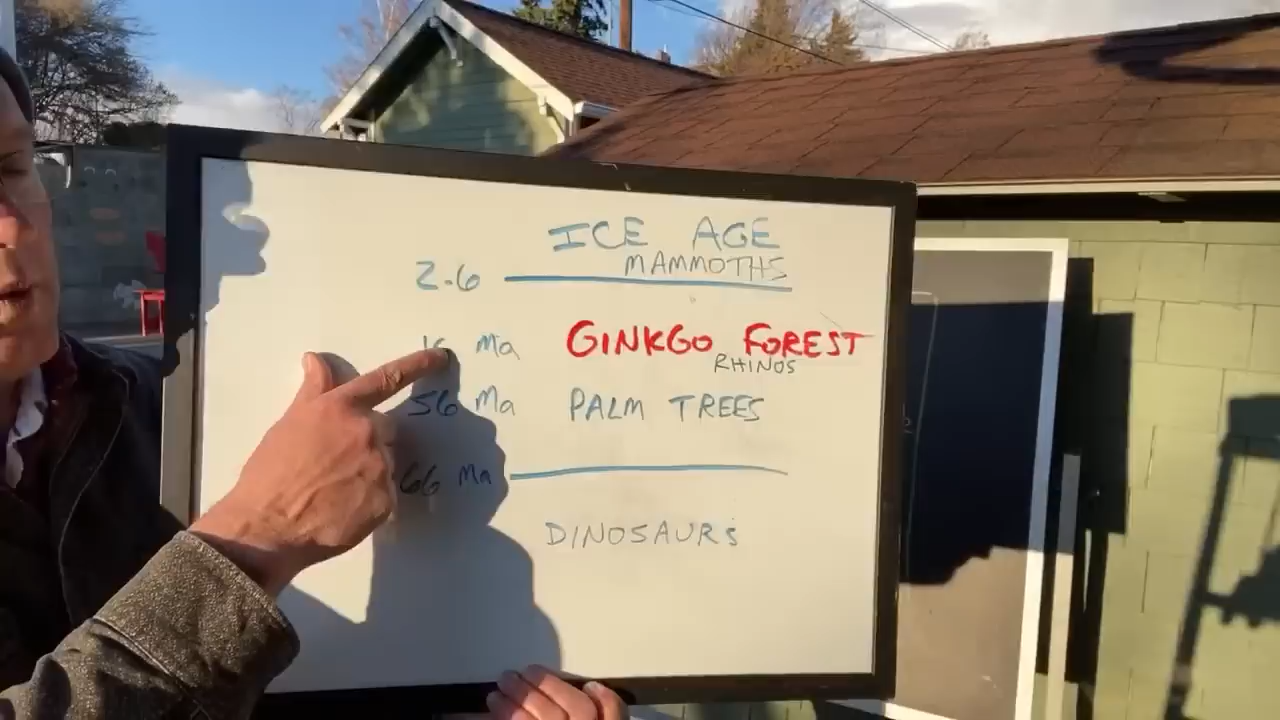 ICE AGE
MAMMOTHS
2.6
Ma GINKGO FOREST
RHINOS
56 Ma PALM TREES
66 Ma
DINOSAURS